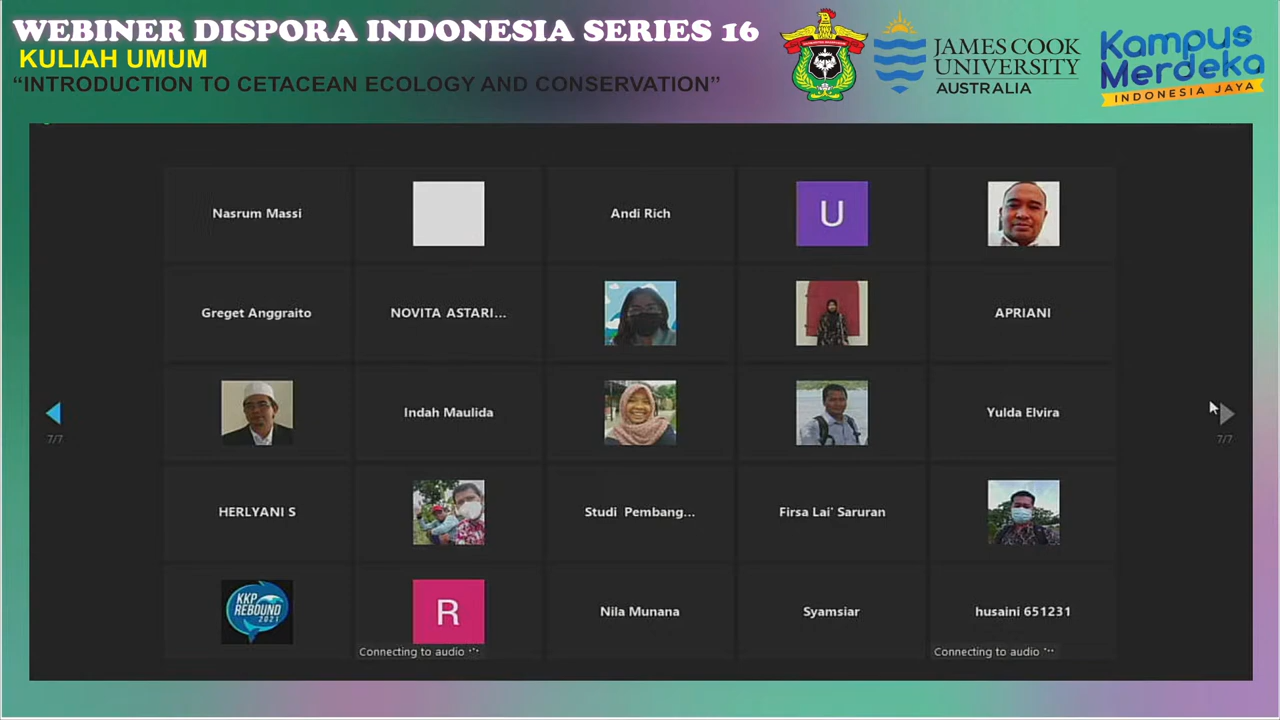 WEBINER DISPORA INDONESIA SERIES 16
KULIAH UMUM
“INTRODUCTION TO CETACEAN ECOLOGY AND CONSERVATION”
JAMES COOK
UNIVERSITY
AUSTRALIA
Kampus
Merdeka
INDONESIA JAYA
Nasrum Massi
Andi Rich
U
Greget Anggraito
NOVITA ASTARI...
APRIANI
Indah Maulida
Yulda Elvira
7/7
7/7
HERLYANI S
Studi Pembang...
Firsa Lai' Saruran
KKP
REBOUND
2021
R
Nila Munana
Syamsiar
husaini 651231
Connecting to audio
Connecting to audio